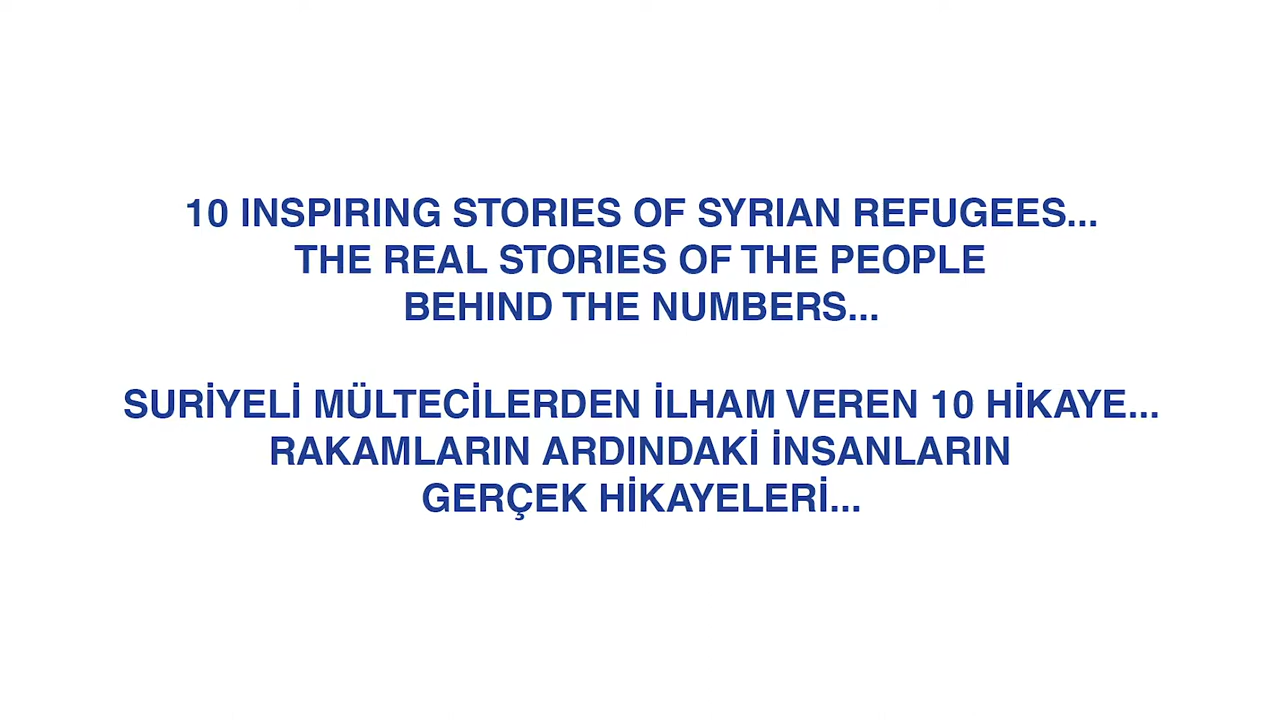 10 INSPIRING STORIES OF SYRIAN REFUGEES...
THE REAL STORIES OF THE PEOPLE
BEHIND THE NUMBERS...
SURİYELİ MÜLTECİLERDEN İLHAM VEREN 10 HİKAYE...
RAKAMLARIN ARDINDAKİ İNSANLARIN
GERÇEK HİKAYELERİ...